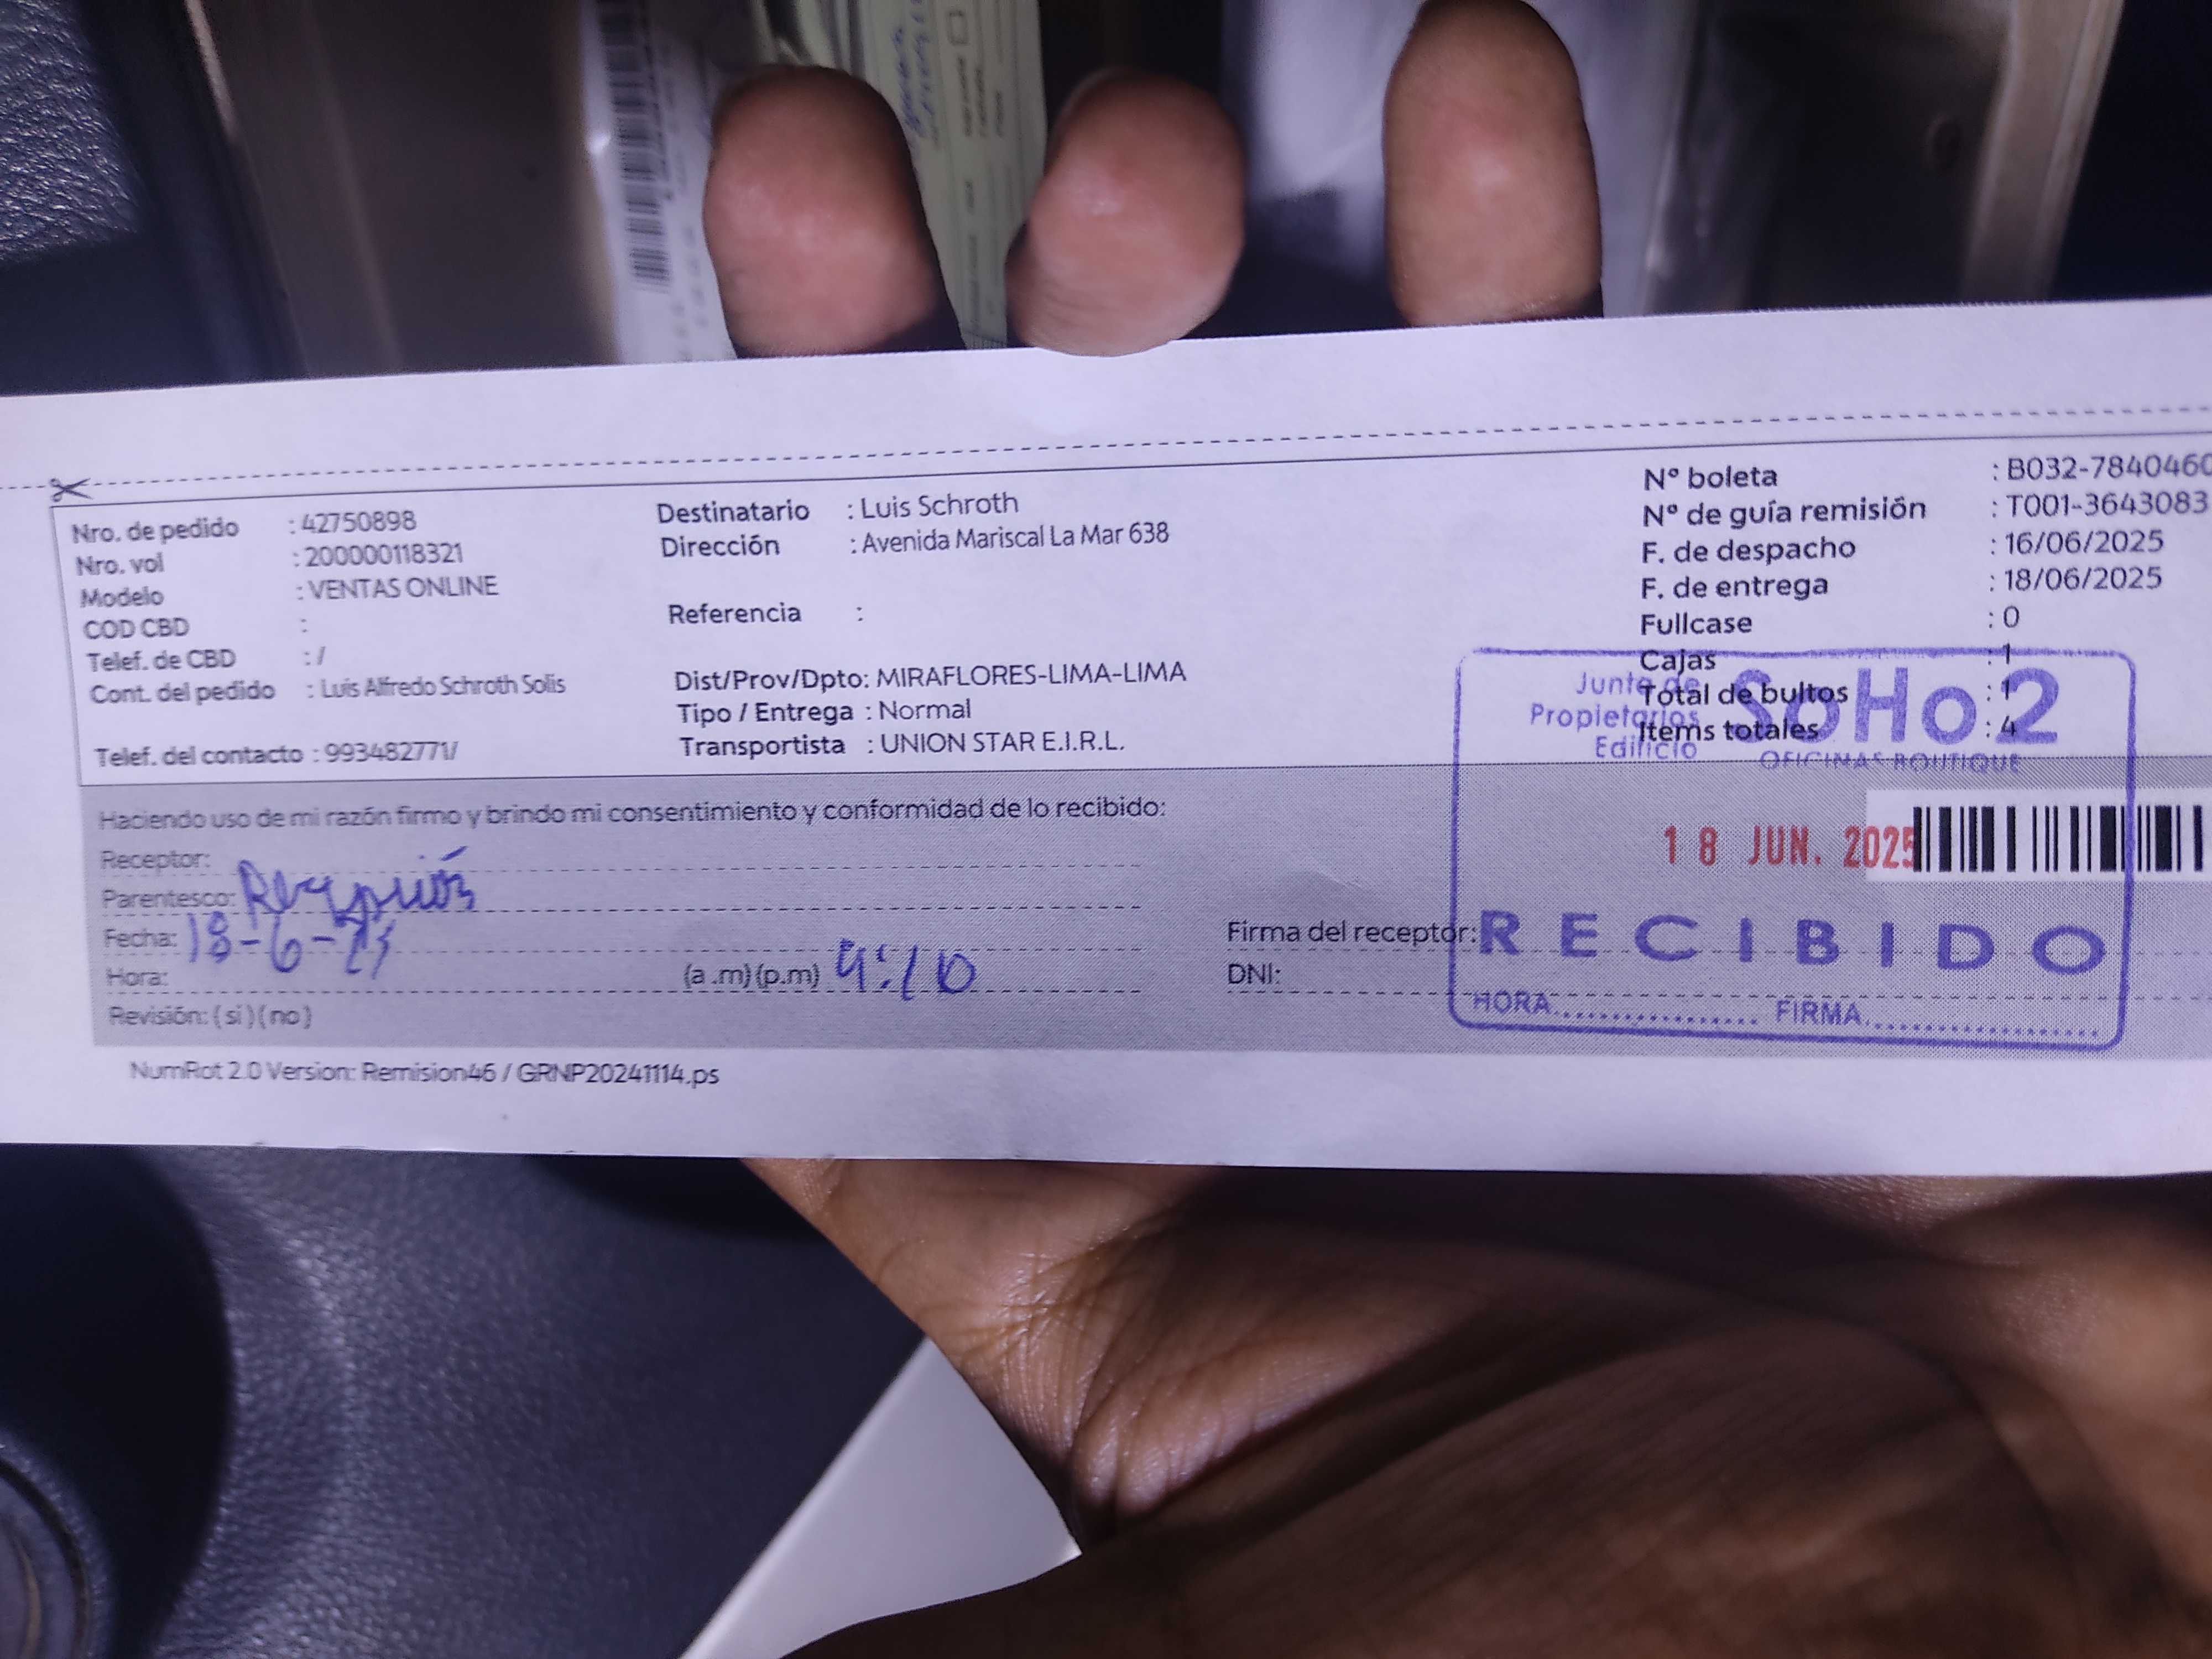 Nro. de pedido : 42750898
Nro. vol : 200000118321
Modelo : VENTAS ONLINE
COD CBD :
Telef. de CBD : /
Cont. del pedido : Luis Alfredo Schroth Solis
Telef. del contacto : 993482771/
Destinatario : Luis Schroth
Dirección : Avenida Mariscal La Mar 638
Referencia :
Dist/Prov/Dpto: MIRAFLORES-LIMA-LIMA
Tipo / Entrega : Normal
Transportista : UNION STAR E.I.R.L.
N° boleta : B032-7840460
N° de guía remisión : T001-3643083
F. de despacho : 16/06/2025
F. de entrega : 18/06/2025
Fullcase : 0
Cajas : 1
Total de bultos : 1
Items totales : 4
Junta de
Propietarios
Edificio
SoHo 2
OFICINAS BOUTIQUE
18 JUN. 2025
RECIBIDO
HORA.................. FIRMA........................
Haciendo uso de mi razón firmo y brindo mi consentimiento y conformidad de lo recibido:
Receptor:
Parentesco: Recepción
Fecha: 18-6-25
Hora: (a .m)(p.m) 9:10
Revisión: ( si )( no )
Firma del receptor:
DNI:
NumRot 2.0 Version: Remision46 / GRNP20241114.ps